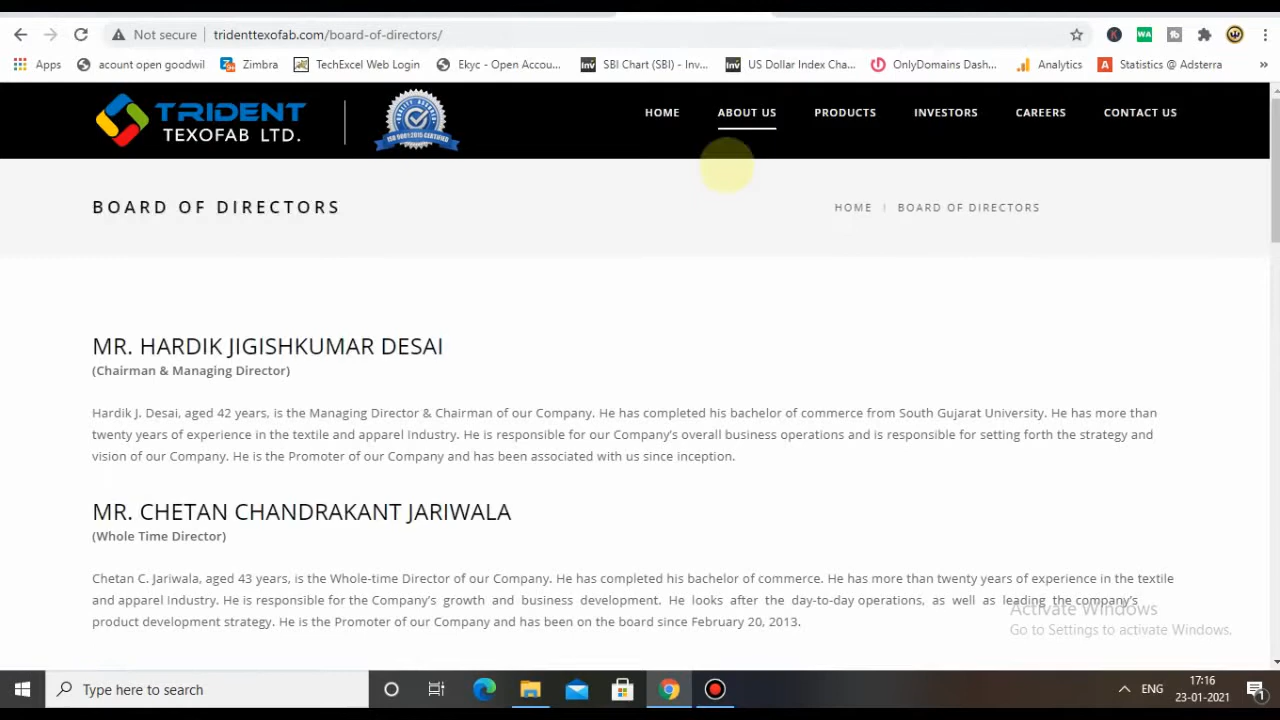 Not secure
tridenttexofab.com/board-of-directors/
Apps
acount open goodwil
Zimbra
TechExcel Web Login
Ekyc - Open Accou...
SBI Chart (SBI) - Inv...
US Dollar Index Cha...
OnlyDomains Dash...
Analytics
Statistics @ Adsterra
»
TRIDENT
TEXOFAB LTD.
HOME
ABOUT US
PRODUCTS
INVESTORS
CAREERS
CONTACT US
BOARD OF DIRECTORS
HOME | BOARD OF DIRECTORS
MR. HARDIK JIGISHKUMAR DESAI
(Chairman & Managing Director)
Hardik J. Desai, aged 42 years, is the Managing Director & Chairman of our Company. He has completed his bachelor of commerce from South Gujarat University. He has more than
twenty years of experience in the textile and apparel Industry. He is responsible for our Company's overall business operations and is responsible for setting forth the strategy and
vision of our Company. He is the Promoter of our Company and has been associated with us since inception.
MR. CHETAN CHANDRAKANT JARIWALA
(Whole Time Director)
Chetan C. Jariwala, aged 43 years, is the Whole-time Director of our Company. He has completed his bachelor of commerce. He has more than twenty years of experience in the textile
and apparel Industry. He is responsible for the Company's growth and business development. He looks after the day-to-day operations, as well as leading the company's
product development strategy. He is the Promoter of our Company and has been on the board since February 20, 2013.
Activate Windows
Go to Settings to activate Windows.
Type here to search
ENG
17:16
23-01-2021
1